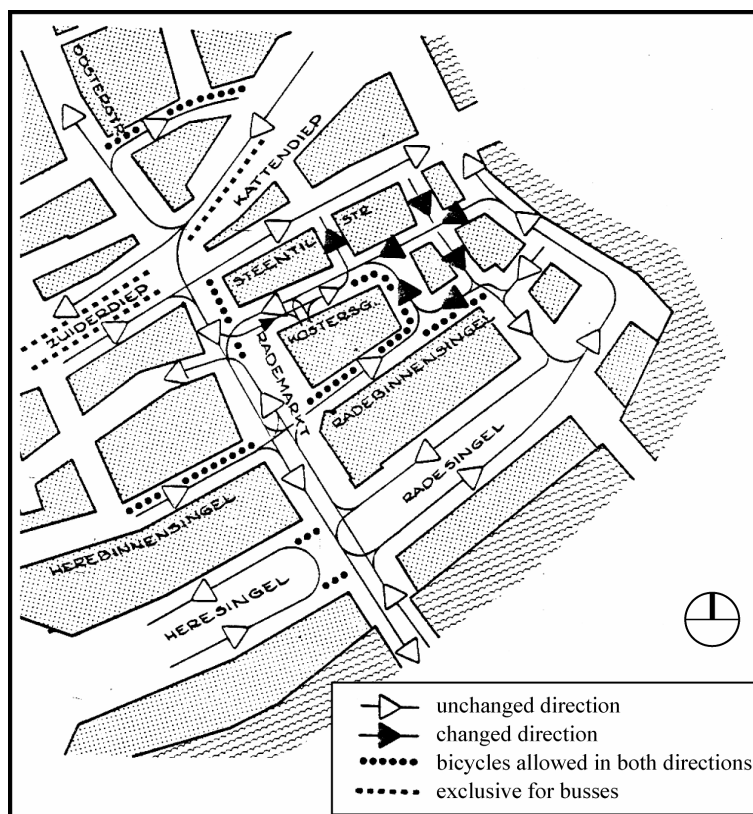 OOSTERSTR.
KATTENDIEP
STEENTIL STR
ZUIDERDIEP
KOSTERSG.
RADEMARKT
RADEBINNENSINGEL
RADESINGEL
HEREBINNENSINGEL
HERESINGEL
unchanged direction
changed direction
bicycles allowed in both directions
exclusive for busses